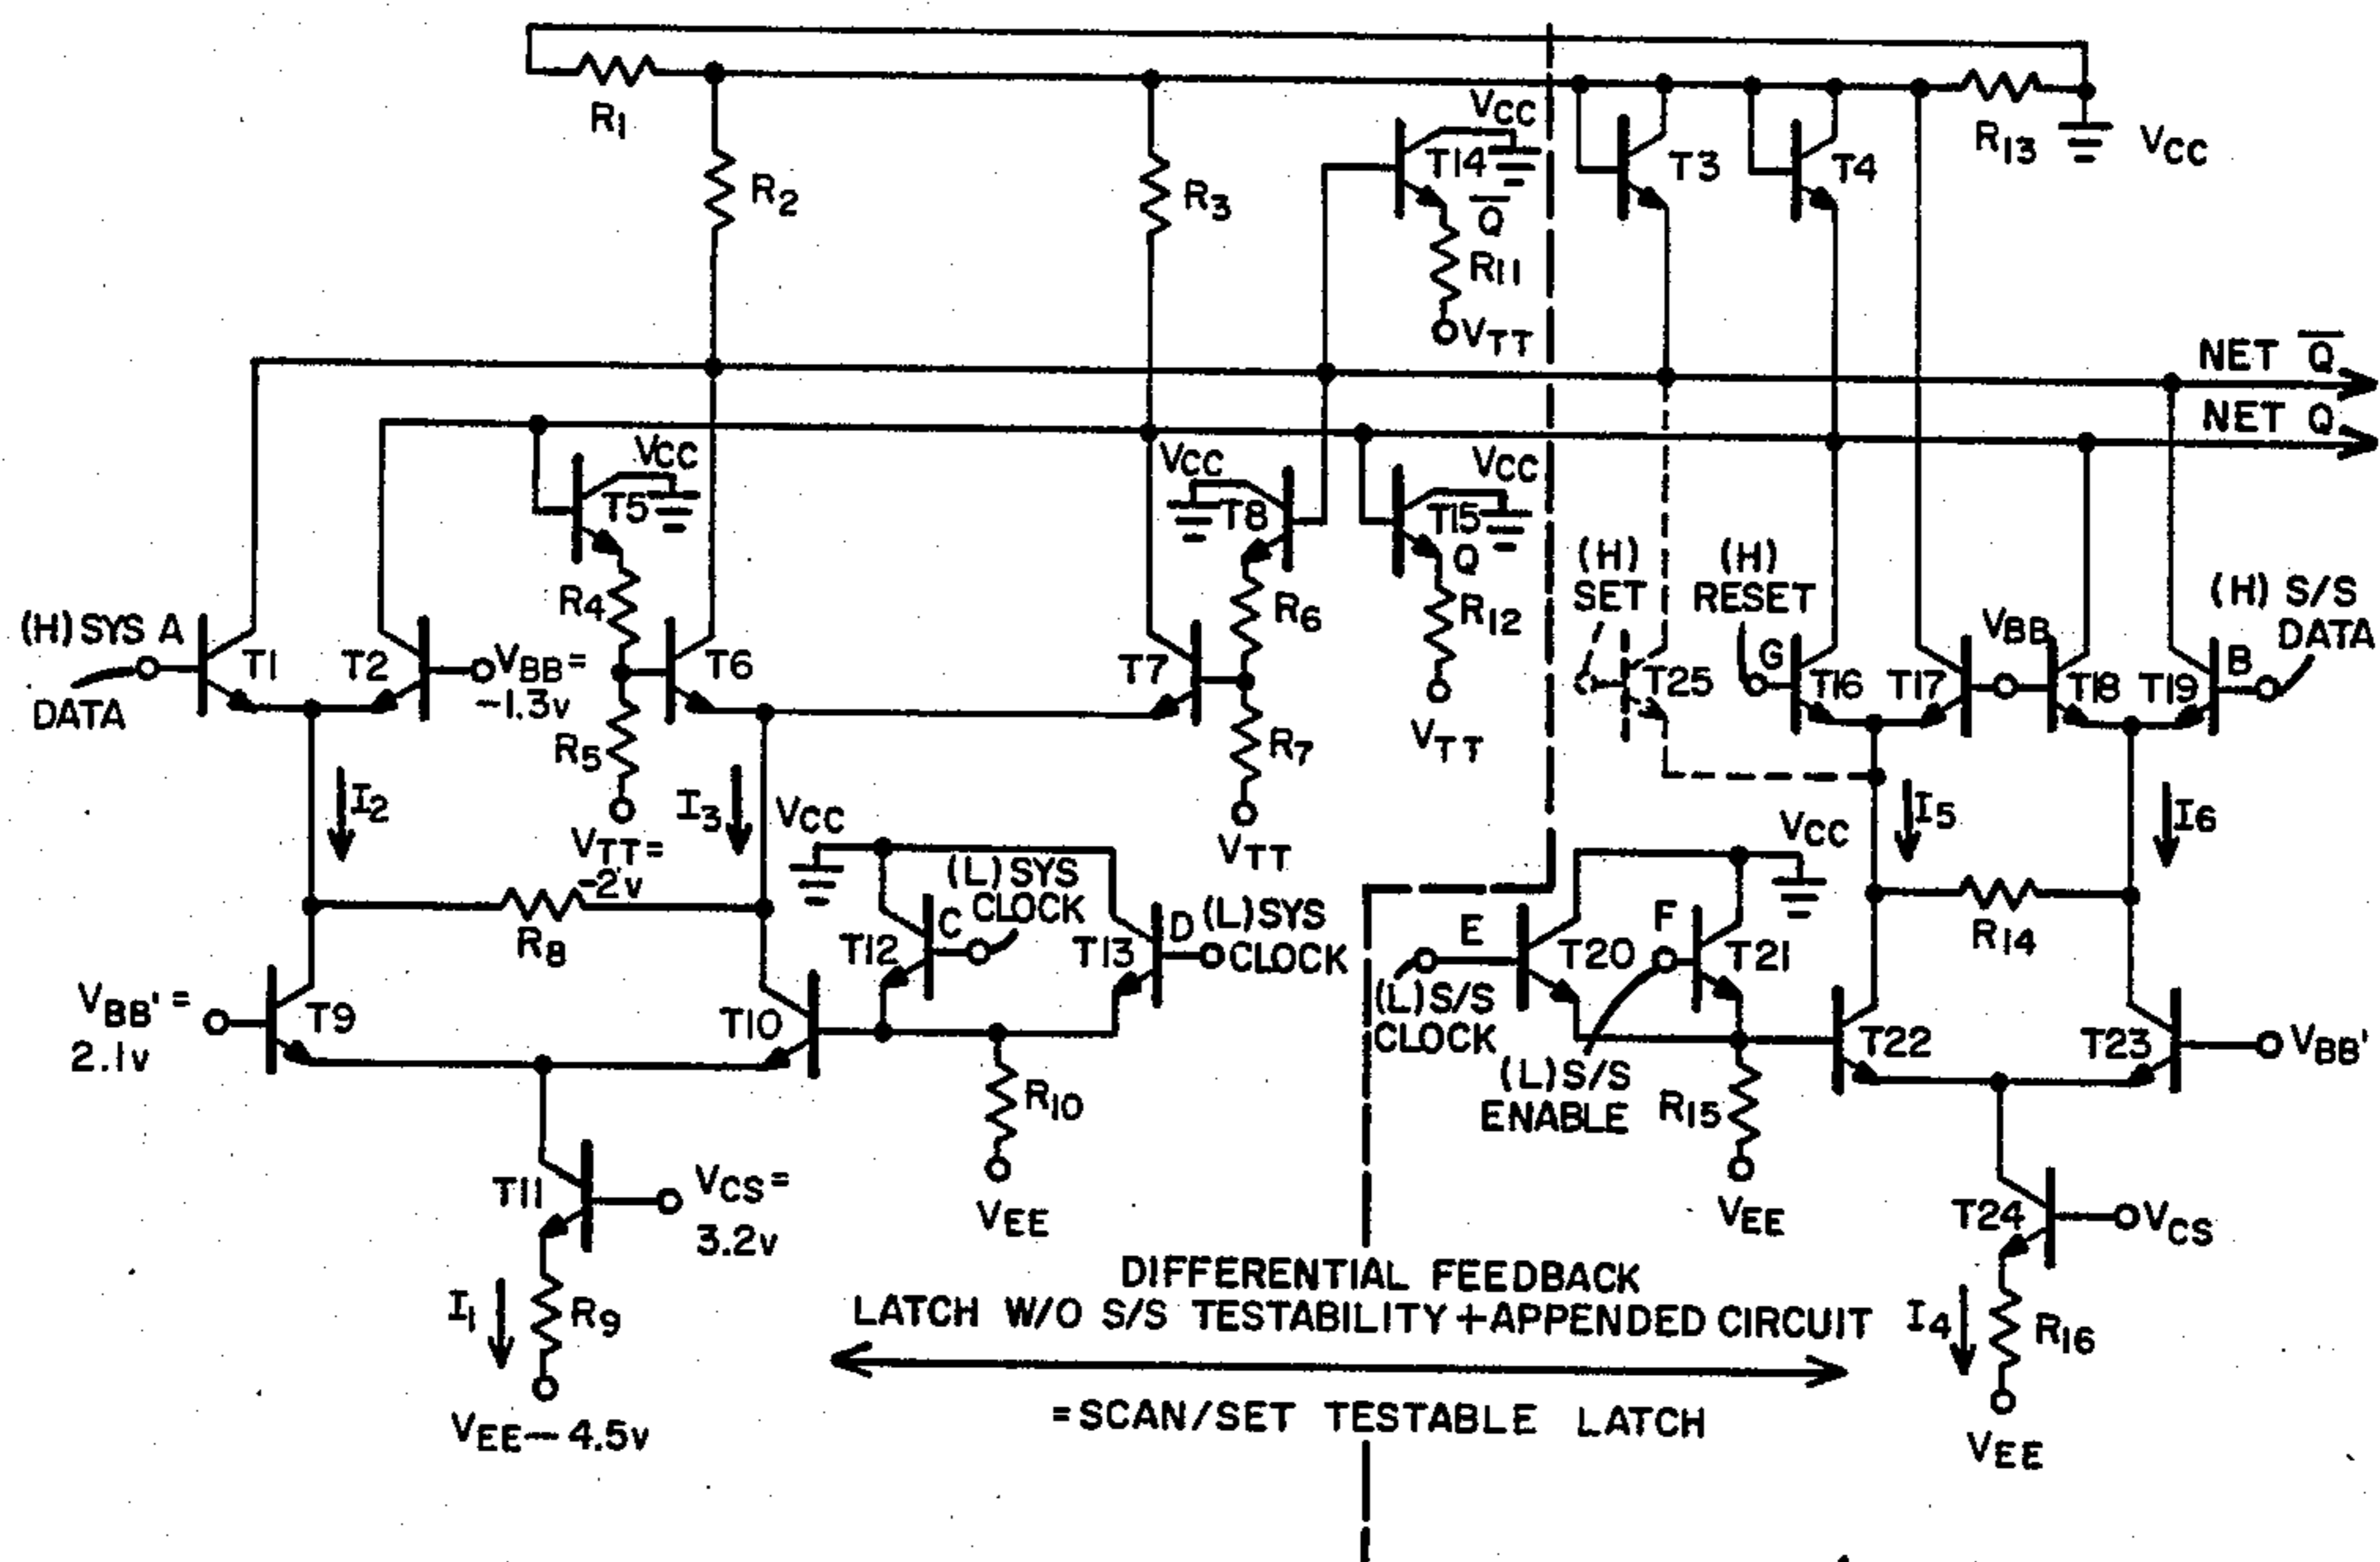 R1
R2
R3
VCC
T14
Q
R11
VTT
T3
T4
R13
VCC
NET Q
NET Q
VCC
T5
R4
VCC
T8
R6
VCC
T15
Q
R12
VTT
(H)
SET
(H)
RESET
(H) S/S
DATA
(H) SYS A
DATA
T1
T2
VBB =
-1.3v
T6
T7
T25
G
T16
T17
VBB
T18
T19
B
R5
R7
VTT =
-2v
VTT
I2
I3
I5
I6
VCC
(L) SYS
CLOCK
C
T12
T13
D
(L) SYS
CLOCK
R8
VCC
E
T20
F
T21
R14
(L) S/S
CLOCK
(L) S/S
ENABLE
VBB' =
2.1v
T9
T10
R10
VEE
R15
VEE
T22
T23
VBB'
T11
VCS =
3.2v
T24
VCS
I1
R9
VEE - 4.5v
I4
R16
VEE
DIFFERENTIAL FEEDBACK
LATCH W/O S/S TESTABILITY + APPENDED CIRCUIT
= SCAN/SET TESTABLE LATCH